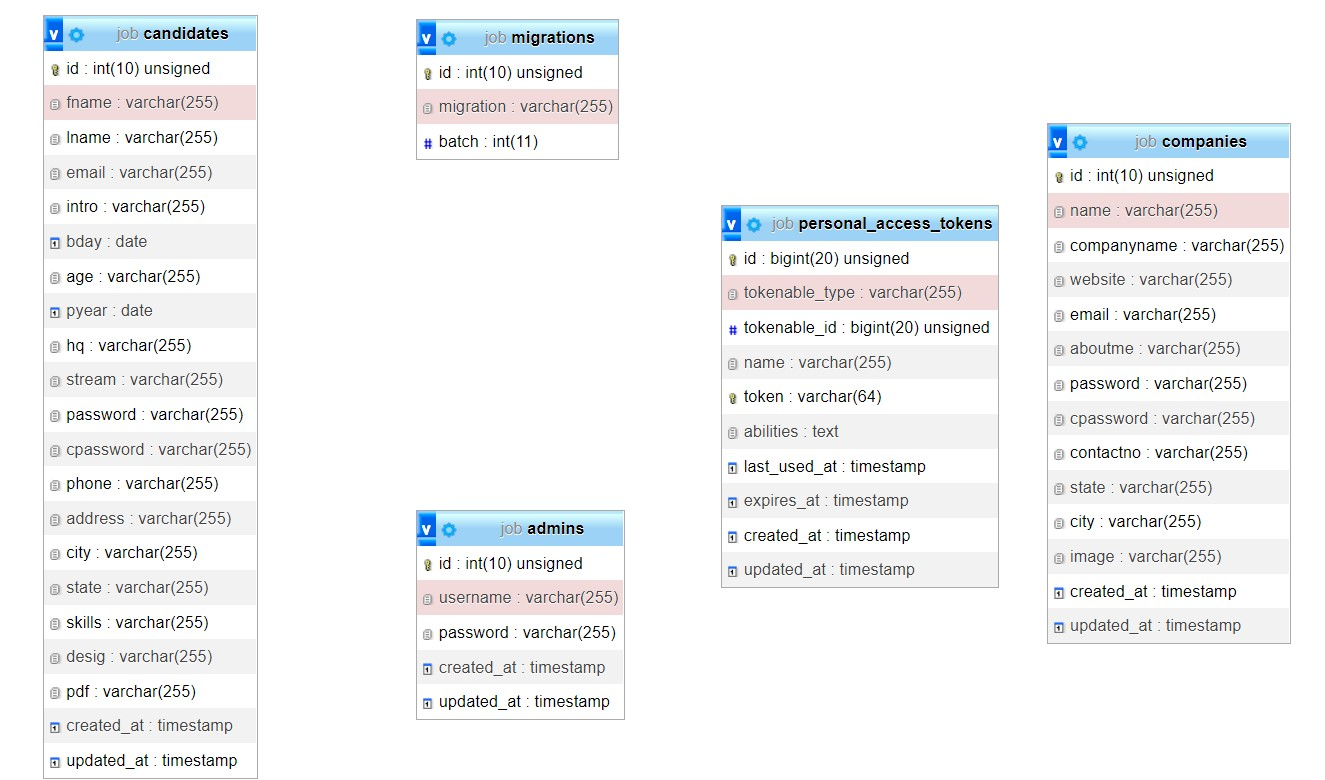 job candidates
id : int(10) unsigned
fname : varchar(255)
lname : varchar(255)
email : varchar(255)
intro : varchar(255)
bday : date
age : varchar(255)
pyear : date
hq : varchar(255)
stream : varchar(255)
password : varchar(255)
cpassword : varchar(255)
phone : varchar(255)
address : varchar(255)
city : varchar(255)
state : varchar(255)
skills : varchar(255)
desig : varchar(255)
pdf : varchar(255)
created_at : timestamp
updated_at : timestamp
job migrations
id : int(10) unsigned
migration : varchar(255)
# batch : int(11)
job admins
id : int(10) unsigned
username : varchar(255)
password : varchar(255)
created_at : timestamp
updated_at : timestamp
job personal_access_tokens
id : bigint(20) unsigned
tokenable_type : varchar(255)
# tokenable_id : bigint(20) unsigned
name : varchar(255)
token : varchar(64)
abilities : text
last_used_at : timestamp
expires_at : timestamp
created_at : timestamp
updated_at : timestamp
job companies
id : int(10) unsigned
name : varchar(255)
companyname : varchar(255)
website : varchar(255)
email : varchar(255)
aboutme : varchar(255)
password : varchar(255)
cpassword : varchar(255)
contactno : varchar(255)
state : varchar(255)
city : varchar(255)
image : varchar(255)
created_at : timestamp
updated_at : timestamp